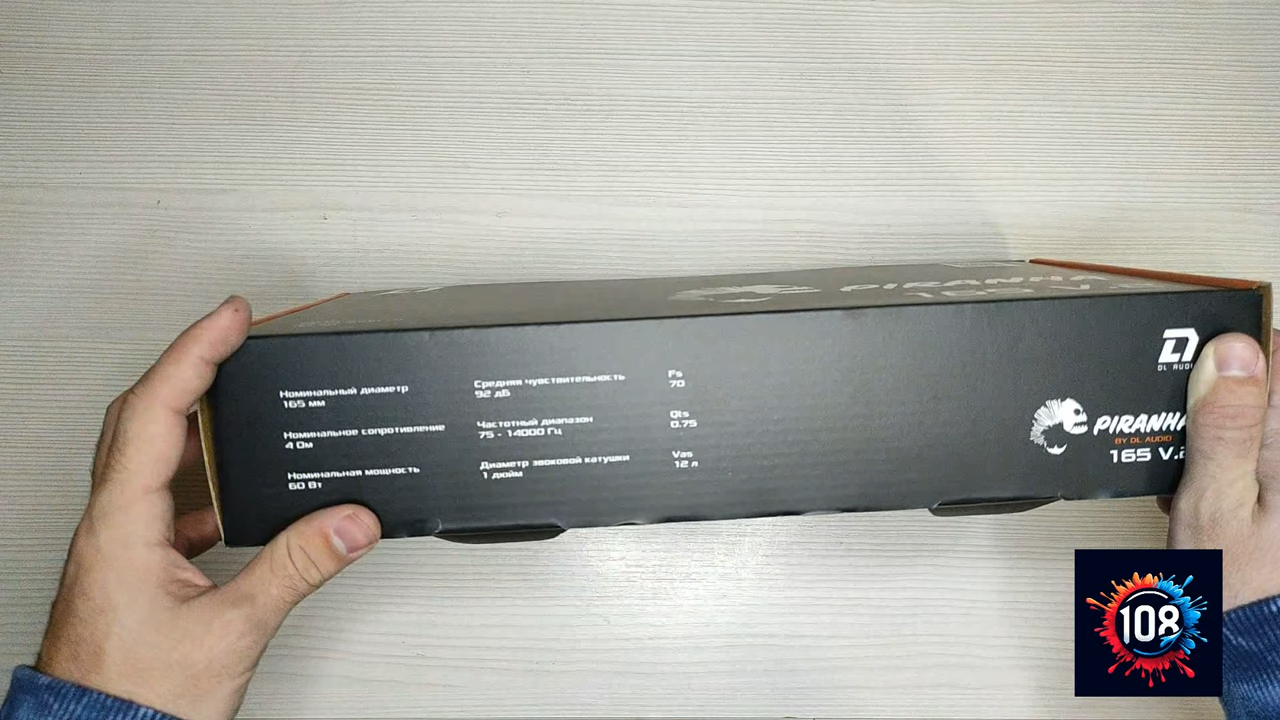 PIRANHA
Номинальный диаметр
165 мм
Номинальное сопротивление
4 Ом
Номинальная мощность
60 Вт
Средняя чувствительность
92 дБ
Частотный диапазон
75 - 14000 Гц
Диаметр звуковой катушки
1 дюйм
Fs
70
Qts
0.75
Vas
12 л
DL AUDIO
PIRANHA
BY DL AUDIO
165 V.2
108